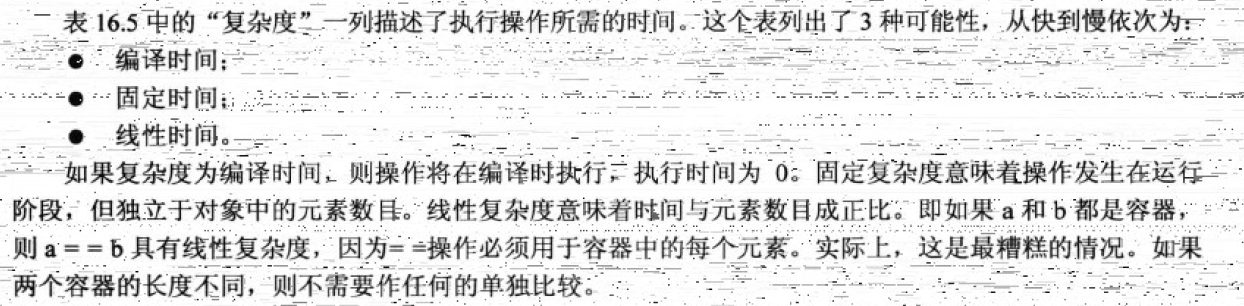 表 16.5 中的“复杂度”一列描述了执行操作所需的时间。这个表列出了 3 种可能性，从快到慢依次为：
● 编译时间；
● 固定时间；
● 线性时间。
如果复杂度为编译时间，则操作将在编译时执行，执行时间为 0。固定复杂度意味着操作发生在运行
阶段，但独立于对象中的元素数目。线性复杂度意味着时间与元素数目成正比。即如果 a 和 b 都是容器，
则 a = = b 具有线性复杂度，因为= =操作必须用于容器中的每个元素。实际上，这是最糟糕的情况。如果
两个容器的长度不同，则不需要作任何的单独比较。